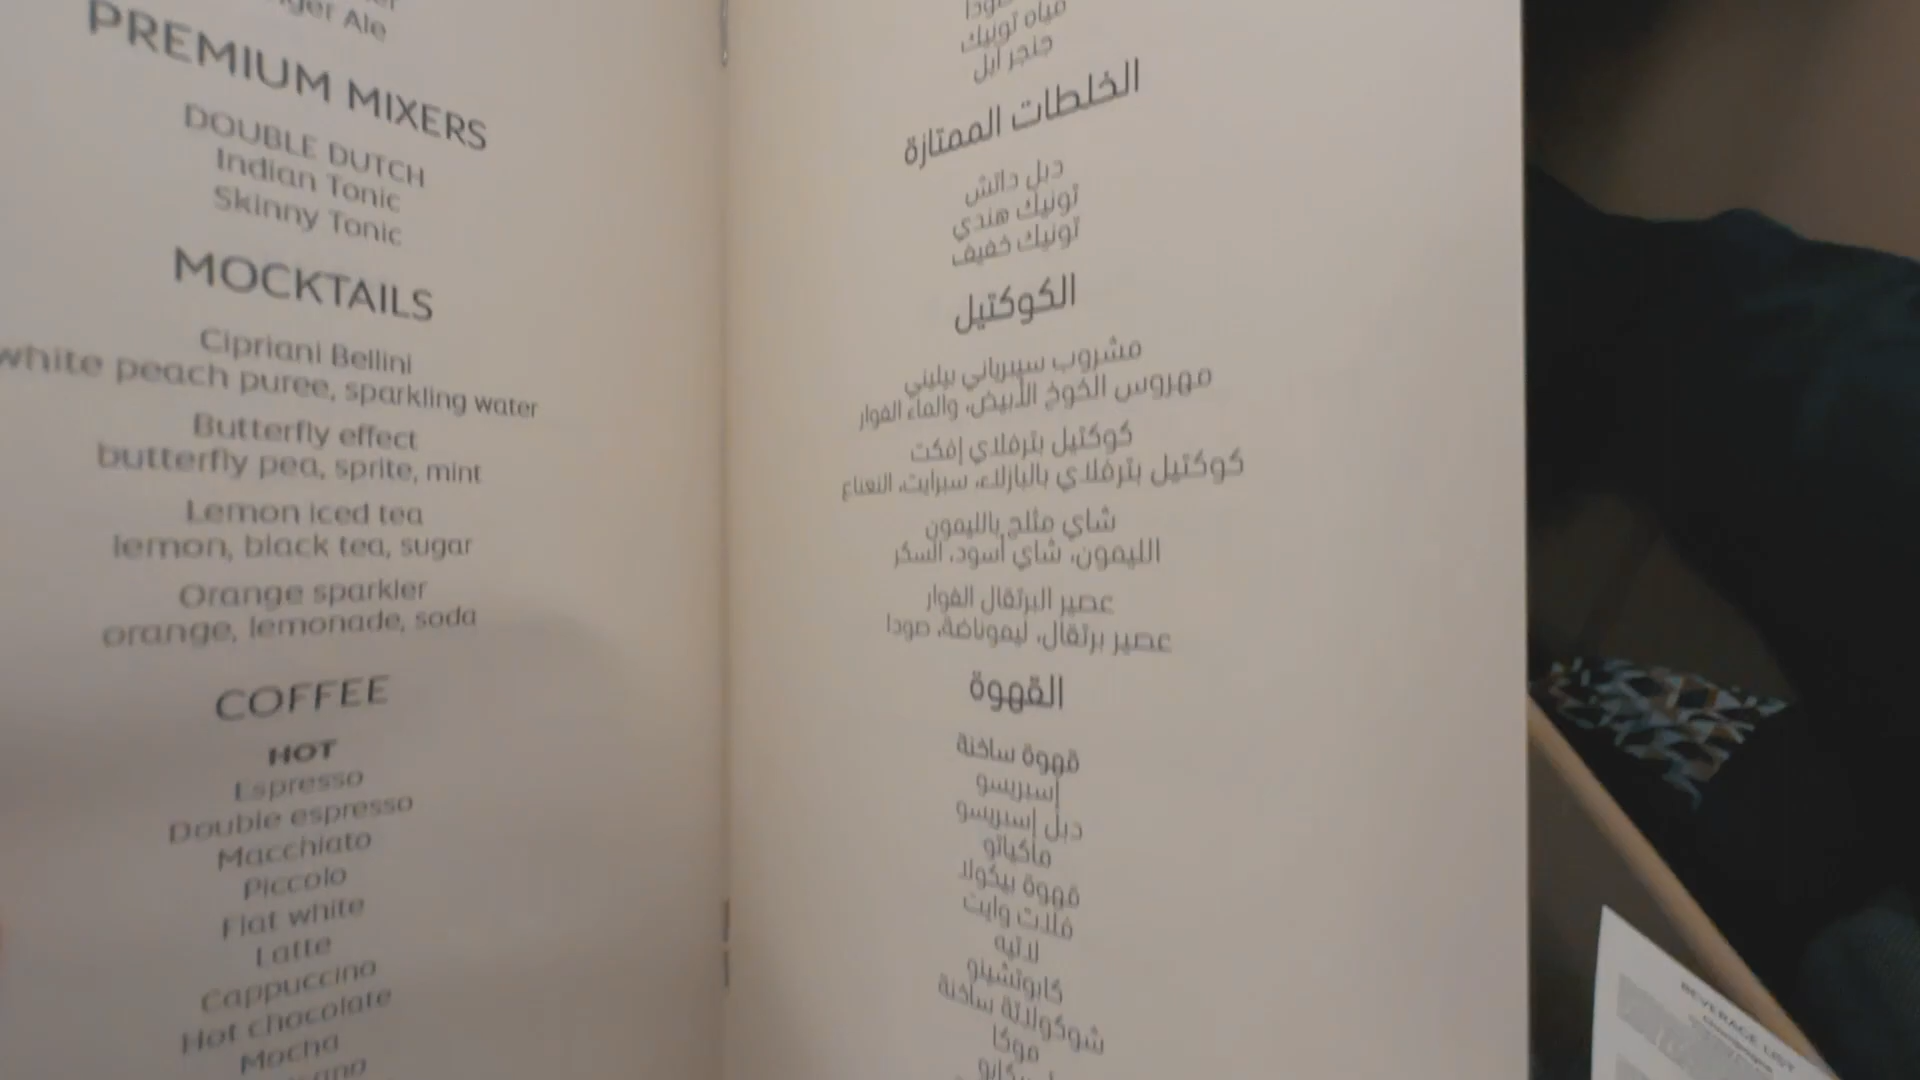 Ale
PREMIUM MIXERS
DOUBLE DUTCH
Indian Tonic
Skinny Tonic
MOCKTAILS
Cipriani Bellini
white peach puree, sparkling water
Butterfly effect
butterfly pea, sprite, mint
Lemon iced tea
lemon, black tea, sugar
Orange sparkler
orange, lemonade, soda
COFFEE
HOT
Espresso
Double espresso
Macchiato
Piccolo
Flat white
Latte
Cappuccino
Hot chocolate
Mocha
مياه تونيك
جنجر ايل
الخلطات الممتازة
دبل داتش
تونيك هندي
تونيك خفيف
الكوكتيل
مشروب سيبرياني بيليني
مهروس الخوخ الأبيض، والماء الفوار
كوكتيل بترفلاي إفكت
كوكتيل بترفلاي بالبازلاء، سبرايت، النعناع
شاي مثلج بالليمون
الليمون، شاي أسود، السكر
عصير البرتقال الفوار
عصير برتقال، ليموناضة، صودا
القهوة
قهوة ساخنة
إسبريسو
دبل إسبريسو
ماكياتو
قهوة بيكولا
فلات وايت
لاتيه
كابوتشينو
شوكولاتة ساخنة
موكا
BEVERAGE LIST